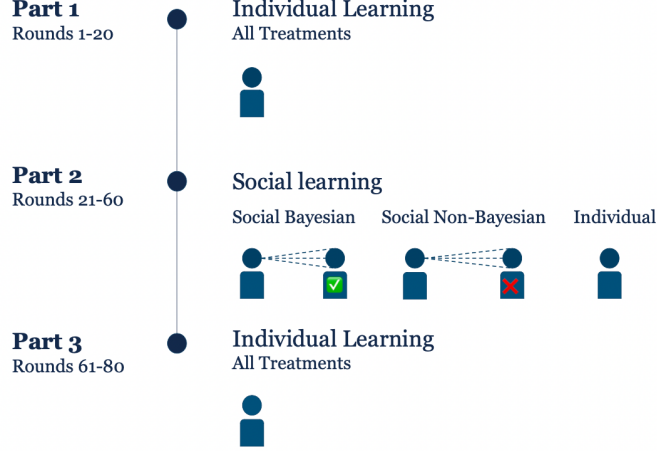 Part 1
Rounds 1-20
Individual Learning
All Treatments
Part 2
Rounds 21-60
Social learning
Social Bayesian
Social Non-Bayesian
Individual
Part 3
Rounds 61-80
Individual Learning
All Treatments